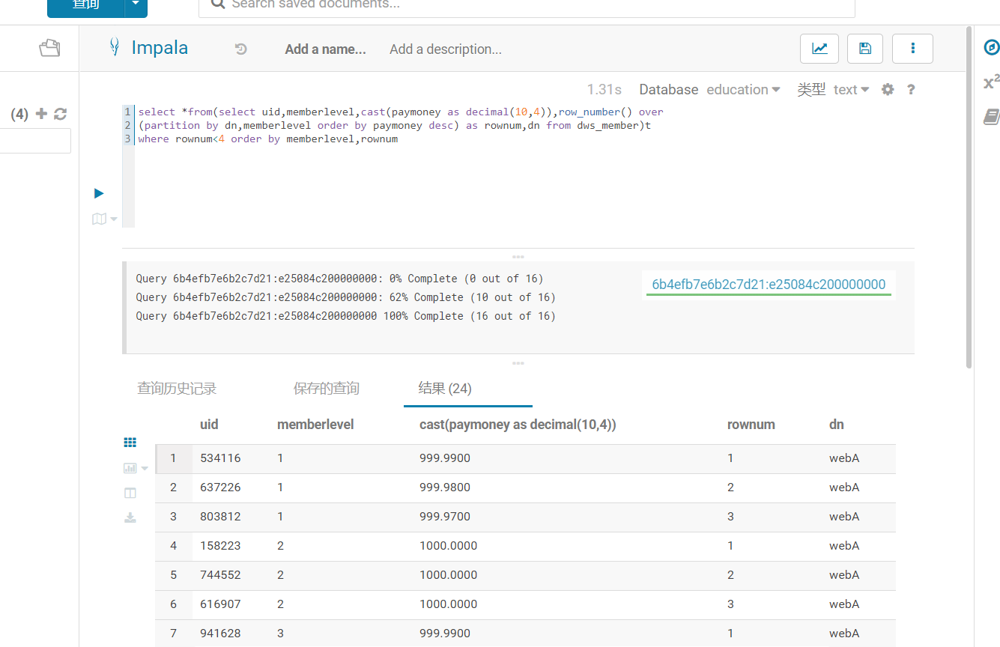 查询
Search saved documents...
Impala
Add a name...
Add a description...
1.31s Database education 类型 text ?
(4)
x²
1 select *from(select uid,memberlevel,cast(paymoney as decimal(10,4)),row_number() over
2 (partition by dn,memberlevel order by paymoney desc) as rownum,dn from dws_member)t
3 where rownum<4 order by memberlevel,rownum
Query 6b4efb7e6b2c7d21:e25084c200000000: 0% Complete (0 out of 16)
Query 6b4efb7e6b2c7d21:e25084c200000000: 62% Complete (10 out of 16)
Query 6b4efb7e6b2c7d21:e25084c200000000 100% Complete (16 out of 16)
6b4efb7e6b2c7d21:e25084c200000000
查询历史记录 保存的查询 结果 (24)
uid memberlevel cast(paymoney as decimal(10,4)) rownum dn
1 534116 1 999.9900 1 webA
2 637226 1 999.9800 2 webA
3 803812 1 999.9700 3 webA
4 158223 2 1000.0000 1 webA
5 744552 2 1000.0000 2 webA
6 616907 2 1000.0000 3 webA
7 941628 3 999.9900 1 webA